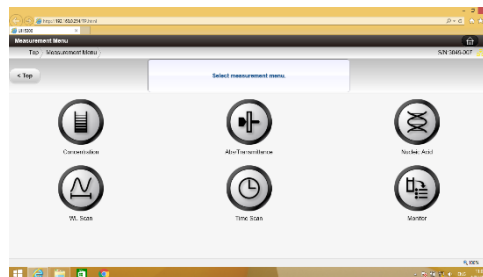 Measurement Menu
Top
Measurement Menu
< Top
Select measurement menu.
Concentration
Abs/Transmittance
Nucleic Acid
WL Scan
Time Scan
Monitor
100%